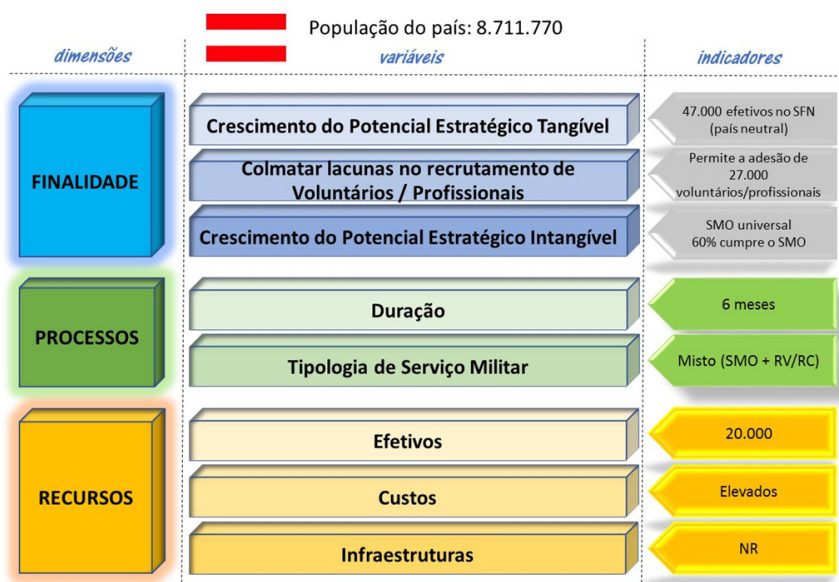 População do país: 8.711.770
dimensões
variáveis
indicadores
FINALIDADE
Crescimento do Potencial Estratégico Tangível
47.000 efetivos no SFN
(país neutral)
Colmatar lacunas no recrutamento de
Voluntários / Profissionais
Permite a adesão de
27.000
voluntários/profissionais
Crescimento do Potencial Estratégico Intangível
SMO universal
60% cumpre o SMO
PROCESSOS
Duração
6 meses
Tipologia de Serviço Militar
Misto (SMO + RV/RC)
RECURSOS
Efetivos
20.000
Custos
Elevados
Infraestruturas
NR